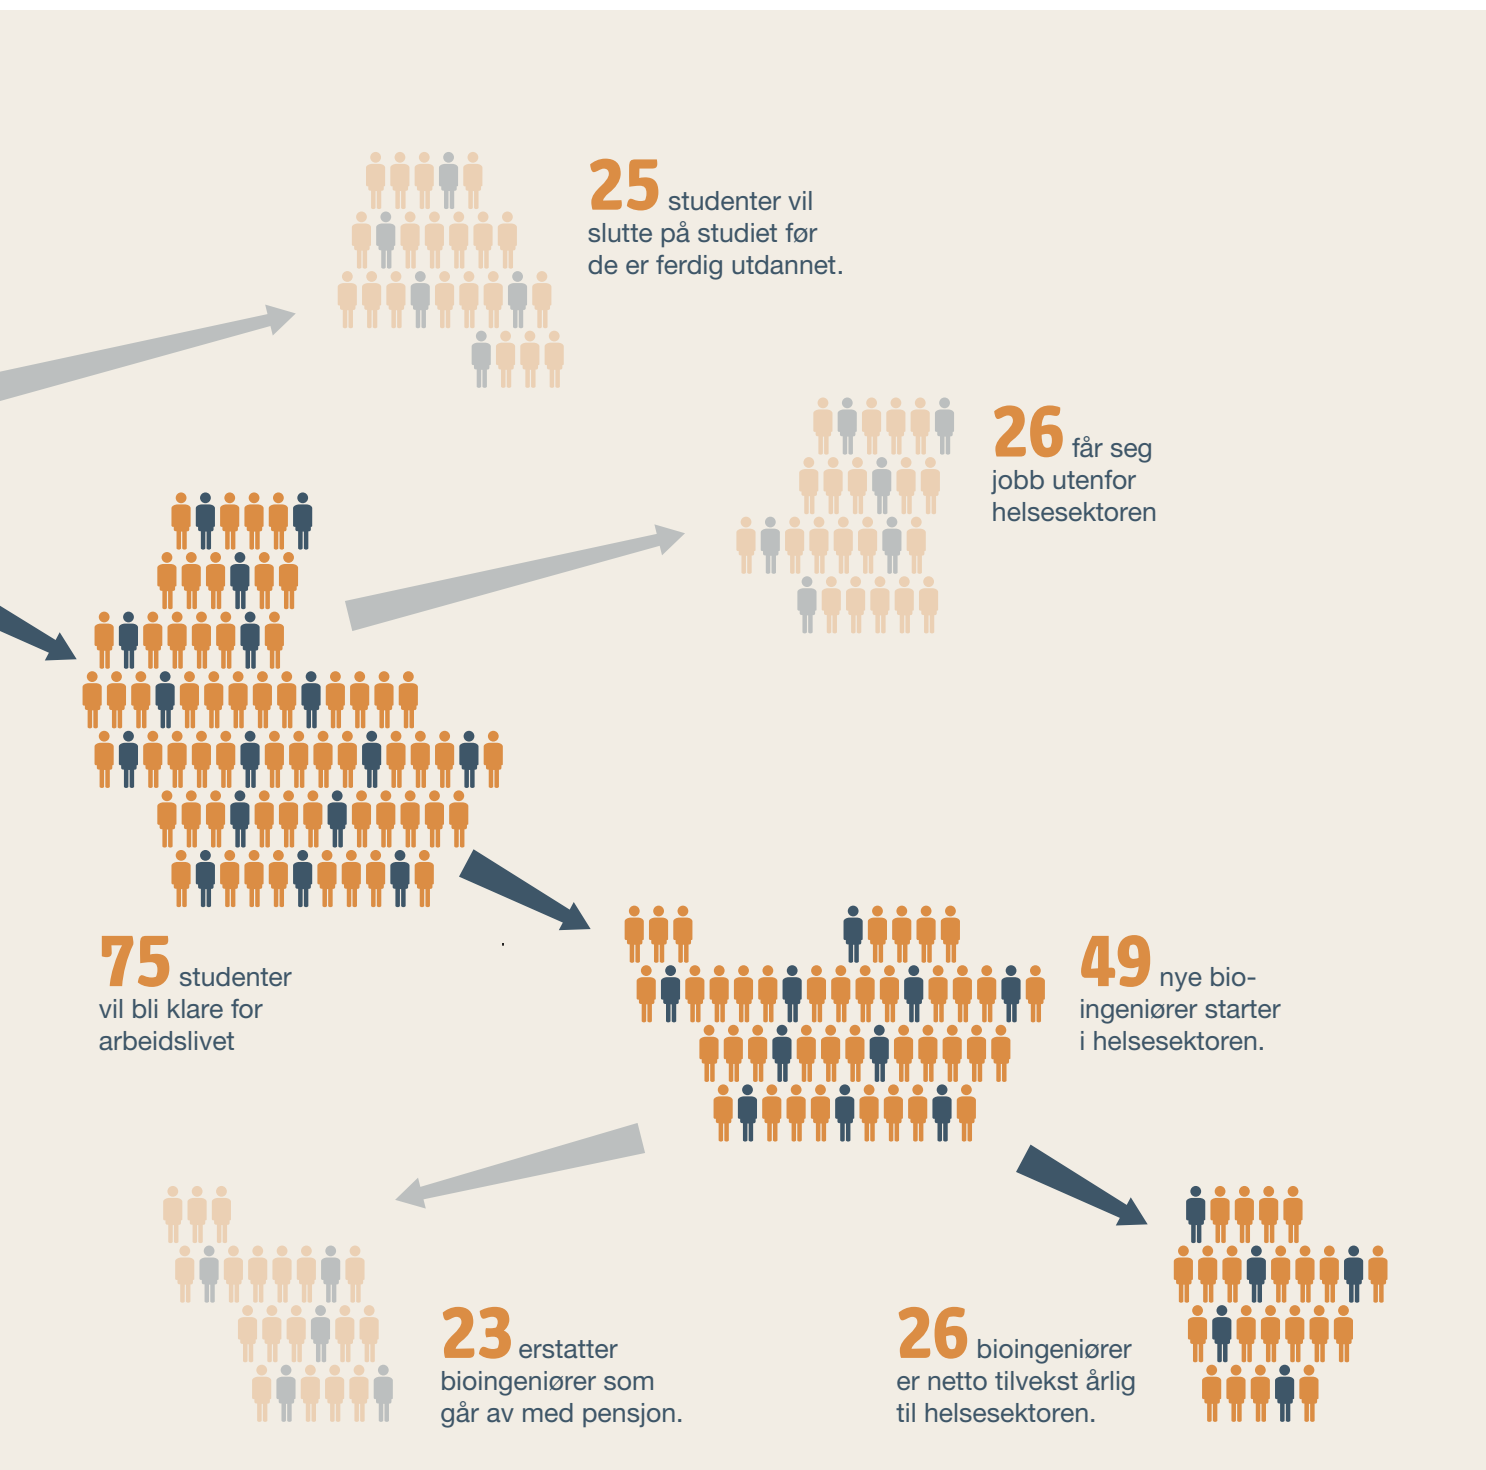 25 studenter vil
slutte på studiet før
de er ferdig utdannet.
26 får seg
jobb utenfor
helsesektoren
75 studenter
vil bli klare for
arbeidslivet
49 nye bio-
ingeniører starter
i helsesektoren.
23 erstatter
bioingeniører som
går av med pensjon.
26 bioingeniører
er netto tilvekst årlig
til helsesektoren.